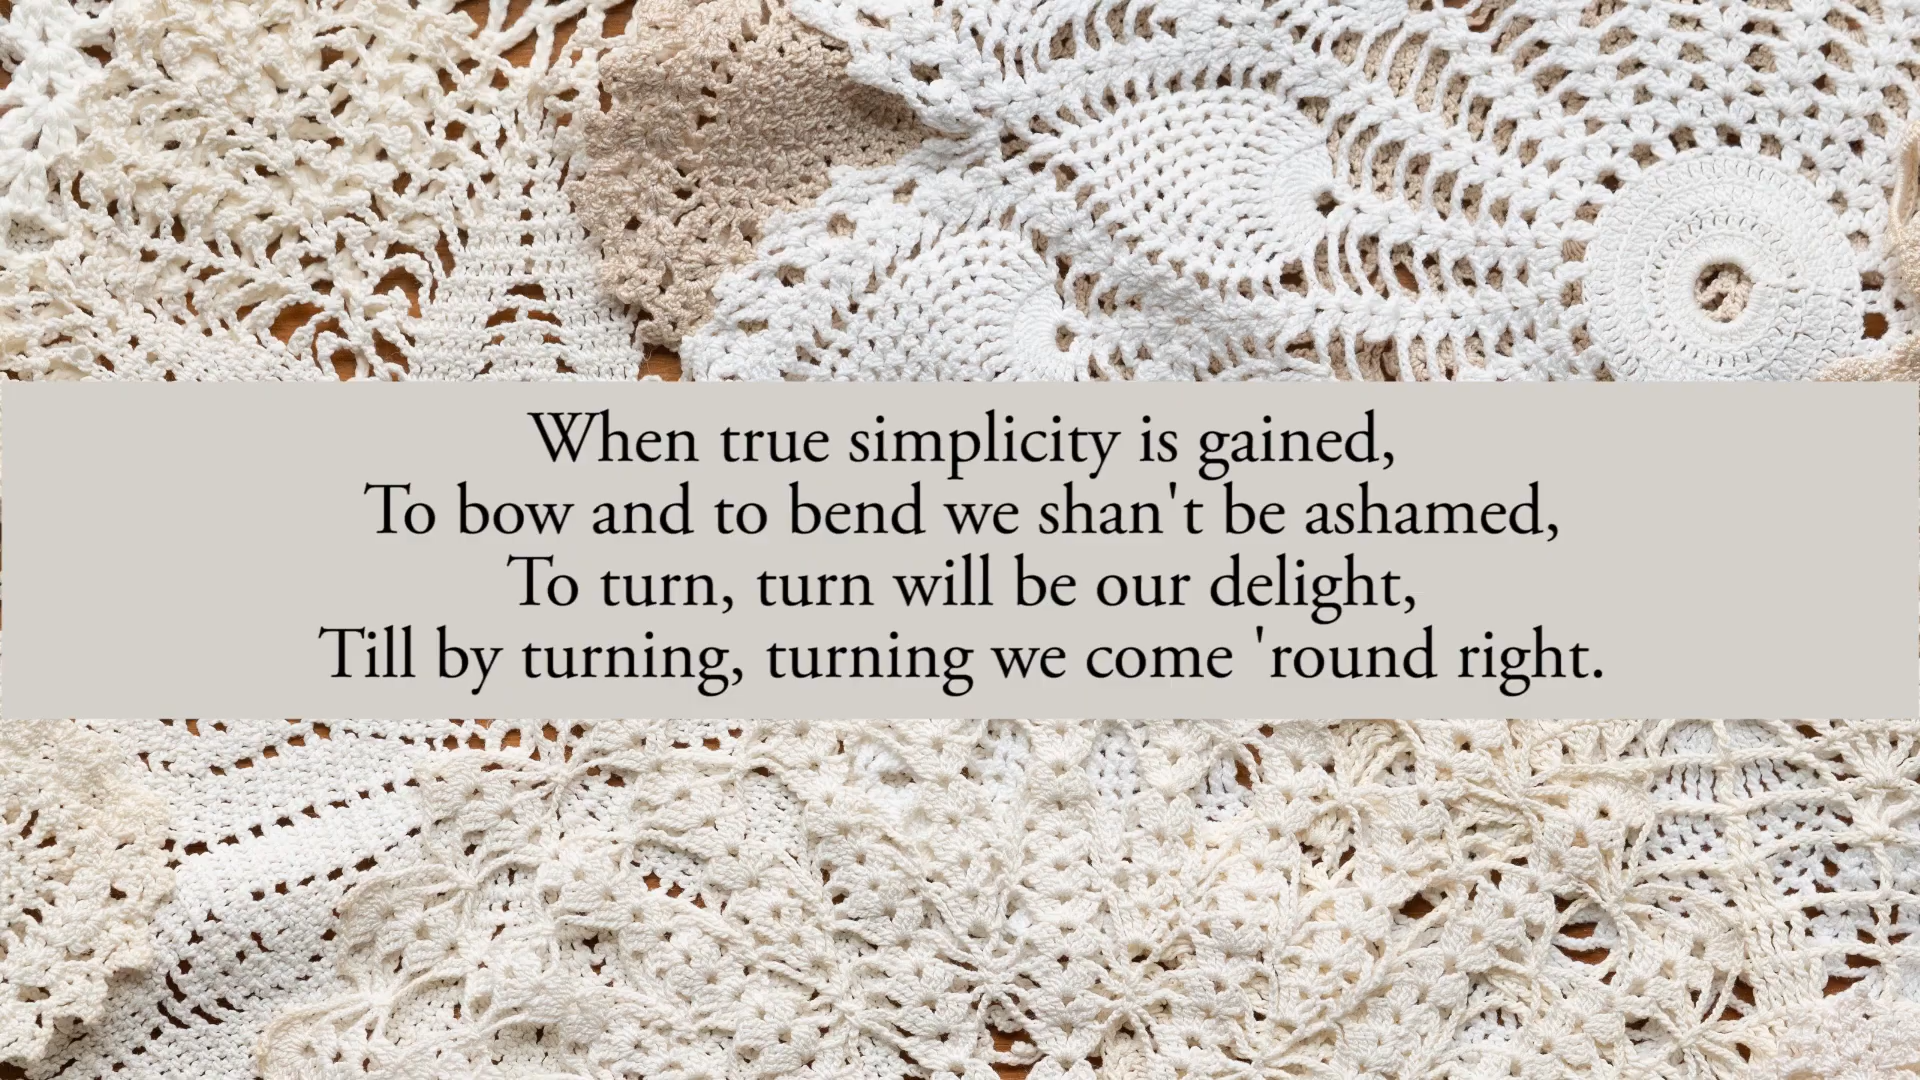 When true simplicity is gained,
To bow and to bend we shan't be ashamed,
To turn, turn will be our delight,
Till by turning, turning we come 'round right.